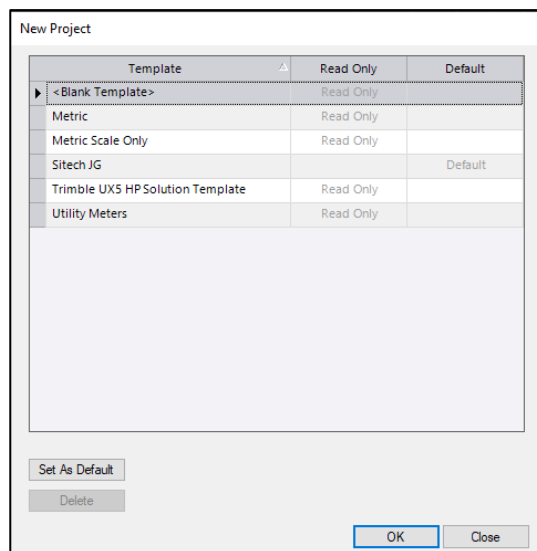 New Project
Template Read Only Default
<Blank Template> Read Only
Metric Read Only
Metric Scale Only Read Only
Sitech JG Default
Trimble UX5 HP Solution Template Read Only
Utility Meters Read Only
Set As Default
Delete
OK Close